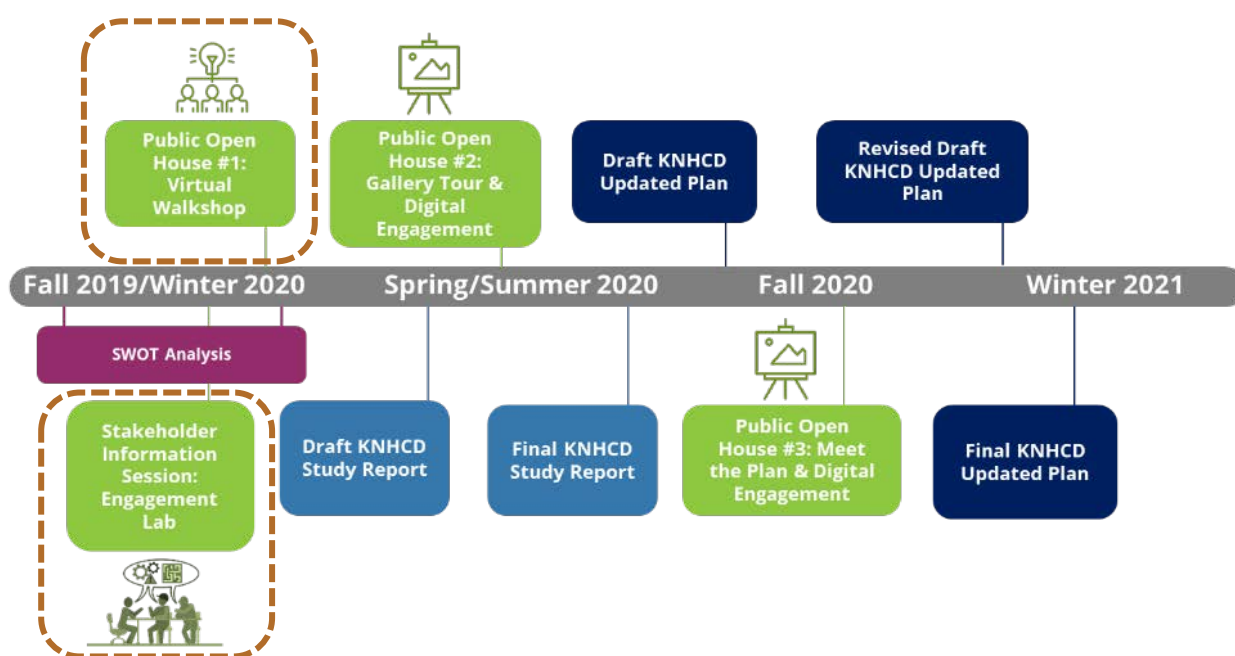 Public Open
House #1:
Virtual
Walkshop
Public Open
House #2:
Gallery Tour &
Digital
Engagement
Draft KNHCD
Updated Plan
Revised Draft
KNHCD Updated
Plan
Fall 2019/Winter 2020
Spring/Summer 2020
Fall 2020
Winter 2021
SWOT Analysis
Stakeholder
Information
Session:
Engagement
Lab
Draft KNHCD
Study Report
Final KNHCD
Study Report
Public Open
House #3: Meet
the Plan & Digital
Engagement
Final KNHCD
Updated Plan